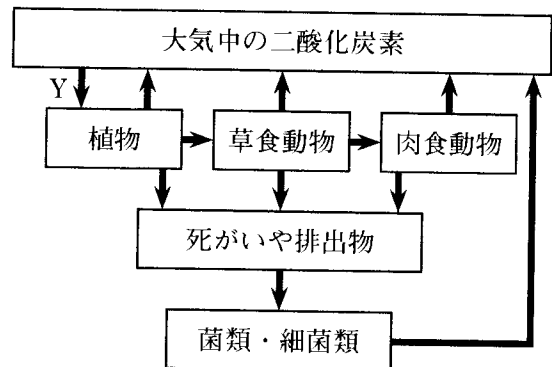 大気中の二酸化炭素
Y
植物
草食動物
肉食動物
死がいや排出物
菌類・細菌類